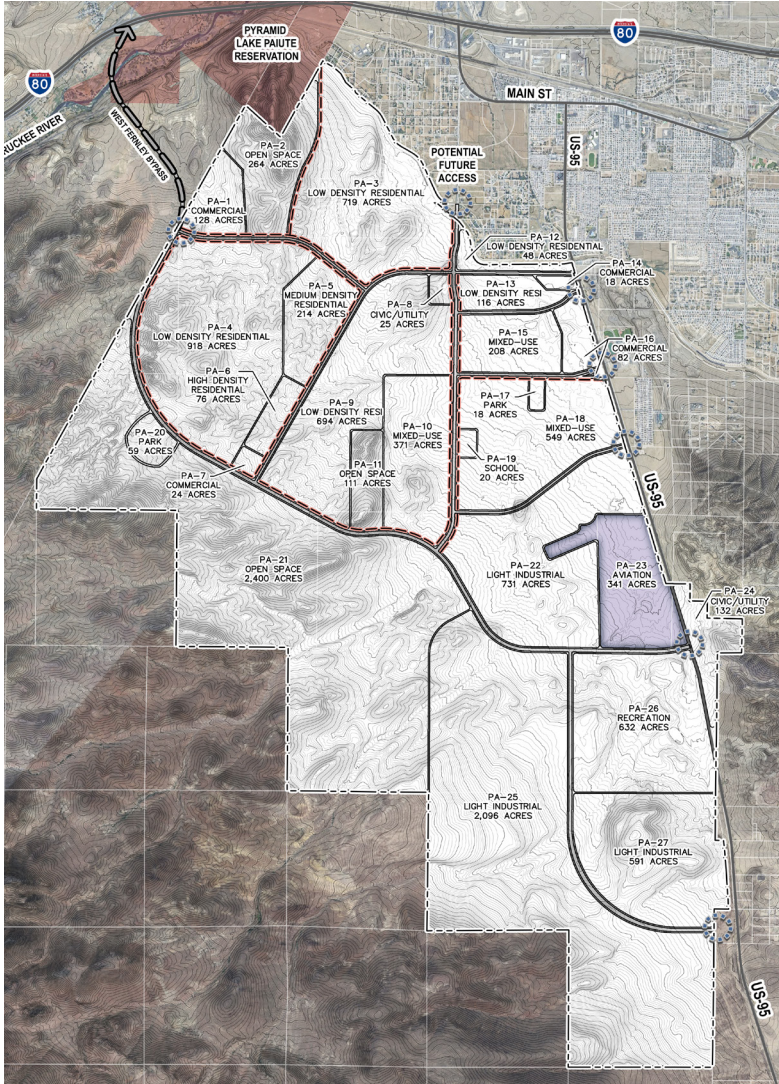 PYRAMID
LAKE PAIUTE
RESERVATION
INTERSTATE
80
INTERSTATE
80
MAIN ST
US-95
RUCKEE RIVER
WEST FERNLEY BYPASS
PA-2
OPEN SPACE
264 ACRES
PA-3
LOW DENSITY RESIDENTIAL
719 ACRES
POTENTIAL
FUTURE
ACCESS
PA-1
COMMERCIAL
128 ACRES
PA-12
LOW DENSITY RESIDENTIAL
48 ACRES
PA-14
COMMERCIAL
18 ACRES
PA-5
MEDIUM DENSITY
RESIDENTIAL
214 ACRES
PA-8
CIVIC/UTILITY
25 ACRES
PA-13
LOW DENSITY RESI
116 ACRES
PA-4
LOW DENSITY RESIDENTIAL
918 ACRES
PA-15
MIXED-USE
208 ACRES
PA-16
COMMERCIAL
82 ACRES
PA-6
HIGH DENSITY
RESIDENTIAL
76 ACRES
PA-9
LOW DENSITY RESI
694 ACRES
PA-17
PARK
18 ACRES
PA-10
MIXED-USE
371 ACRES
PA-18
MIXED-USE
549 ACRES
PA-20
PARK
59 ACRES
PA-7
COMMERCIAL
24 ACRES
PA-11
OPEN SPACE
111 ACRES
PA-19
SCHOOL
20 ACRES
US-95
PA-21
OPEN SPACE
2,400 ACRES
PA-22
LIGHT INDUSTRIAL
731 ACRES
PA-23
AVIATION
341 ACRES
PA-24
CIVIC/UTILITY
132 ACRES
PA-26
RECREATION
632 ACRES
PA-25
LIGHT INDUSTRIAL
2,096 ACRES
PA-27
LIGHT INDUSTRIAL
591 ACRES
US-95